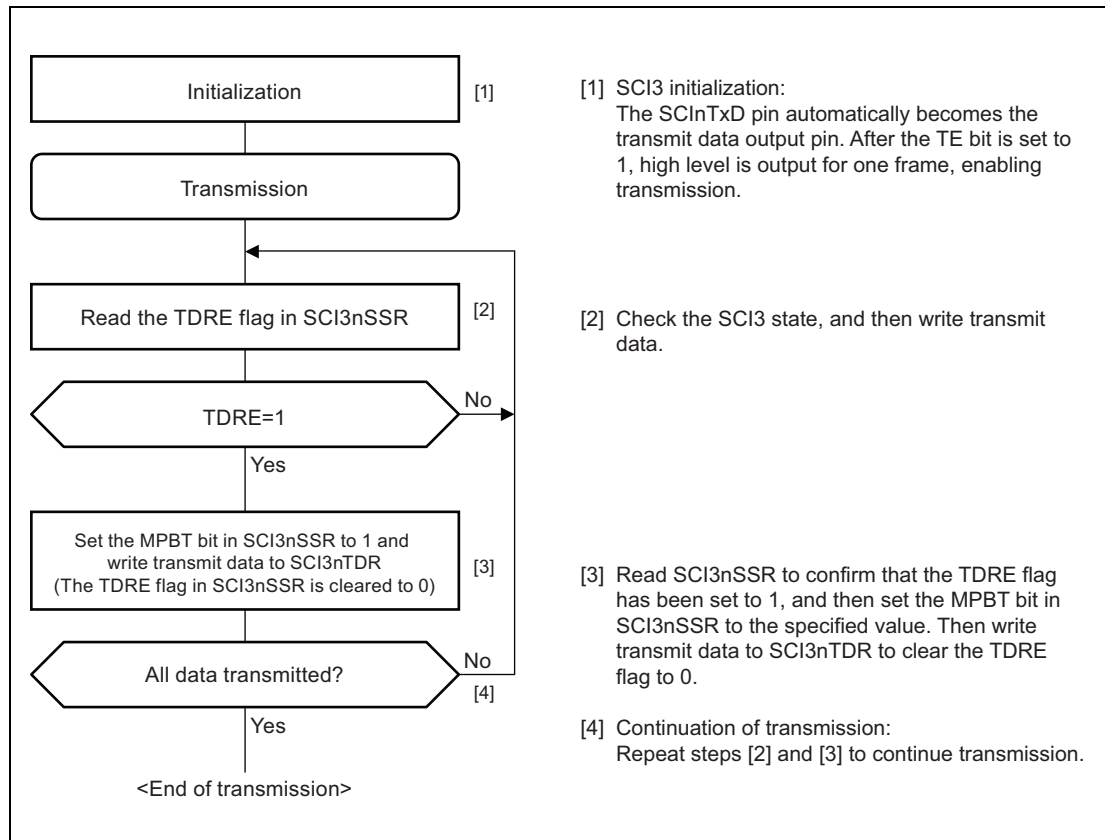 Initialization
[1]
Transmission
Read the TDRE flag in SCI3nSSR
[2]
TDRE=1
No
Yes
Set the MPBT bit in SCI3nSSR to 1 and
write transmit data to SCI3nTDR
(The TDRE flag in SCI3nSSR is cleared to 0)
[3]
All data transmitted?
No
[4]
Yes
<End of transmission>
[1] SCI3 initialization:
The SCInTxD pin automatically becomes the
transmit data output pin. After the TE bit is set to
1, high level is output for one frame, enabling
transmission.
[2] Check the SCI3 state, and then write transmit
data.
[3] Read SCI3nSSR to confirm that the TDRE flag
has been set to 1, and then set the MPBT bit in
SCI3nSSR to the specified value. Then write
transmit data to SCI3nTDR to clear the TDRE
flag to 0.
[4] Continuation of transmission:
Repeat steps [2] and [3] to continue transmission.